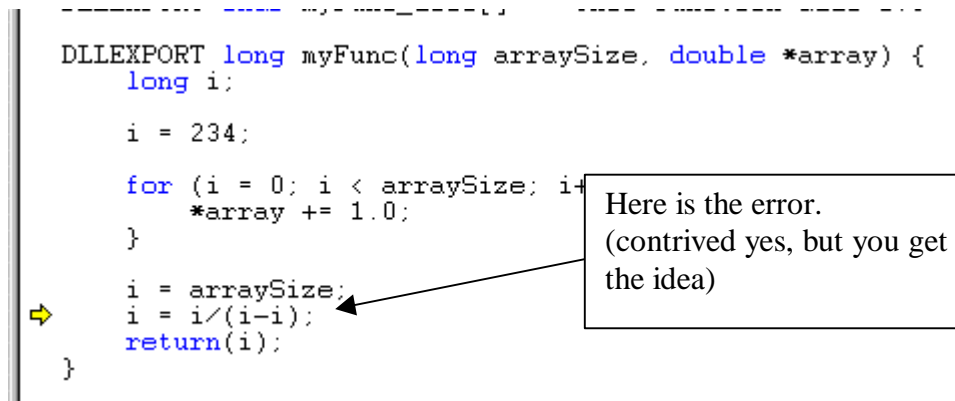 DLLEXPORT long myFunc(long arraySize, double *array) {
long i;
i = 234;
for (i = 0; i < arraySize; i+
*array += 1.0;
}
i = arraySize;
i = i/(i-i);
return(i);
}
Here is the error.
(contrived yes, but you get
the idea)